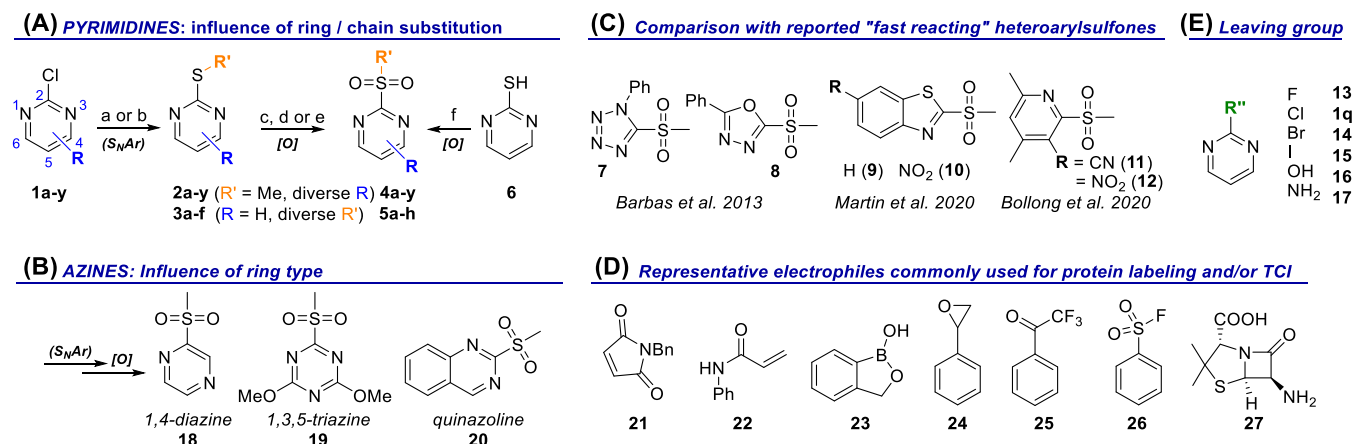 (A) PYRIMIDINES: influence of ring / chain substitution
Cl
N N
1 2 3 4 5 6
R
1a-y
a or b
(SNAr)
S R'
N N
R
c, d or e
[O]
R'
O S O
N N
R
f
[O]
SH
N N
6
2a-y (R' = Me, diverse R) 4a-y
3a-f (R = H, diverse R') 5a-h
(B) AZINES: Influence of ring type
(SNAr) [O]
O S O
N
N
1,4-diazine
18
O S O
N N
N
MeO OMe
1,3,5-triazine
19
N
N
O
S
O
quinazoline
20
(C) Comparison with reported "fast reacting" heteroarylsulfones
Ph
N
N
N N
O
S
O
7
Ph
O
N N
O
S
O
8
Barbas et al. 2013
R
S
N
O
S
O
H (9) NO2 (10)
Martin et al. 2020
N
O
S
O
R = CN (11)
= NO2 (12)
Bollong et al. 2020
(D) Representative electrophiles commonly used for protein labeling and/or TCI
O
NBn
O
21
O
HN
Ph
22
OH
B
O
23
O
24
O
CF3
25
O
S F
O
26
COOH
O
N
S
H
NH2
27
(E) Leaving group
R''
N N
F 13
Cl 1q
Br 14
I 15
OH 16
NH2 17